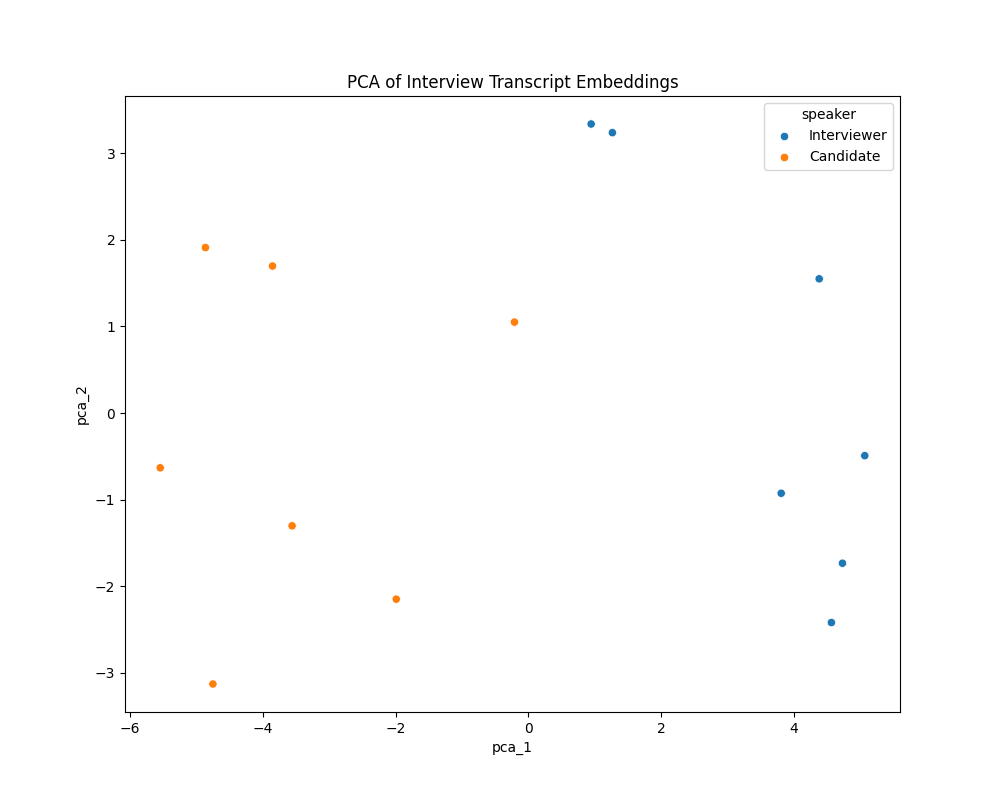 PCA of Interview Transcript Embeddings
speaker
Interviewer
Candidate
3
2
1
0
−1
−2
−3
pca_2
−6
−4
−2
0
2
4
pca_1